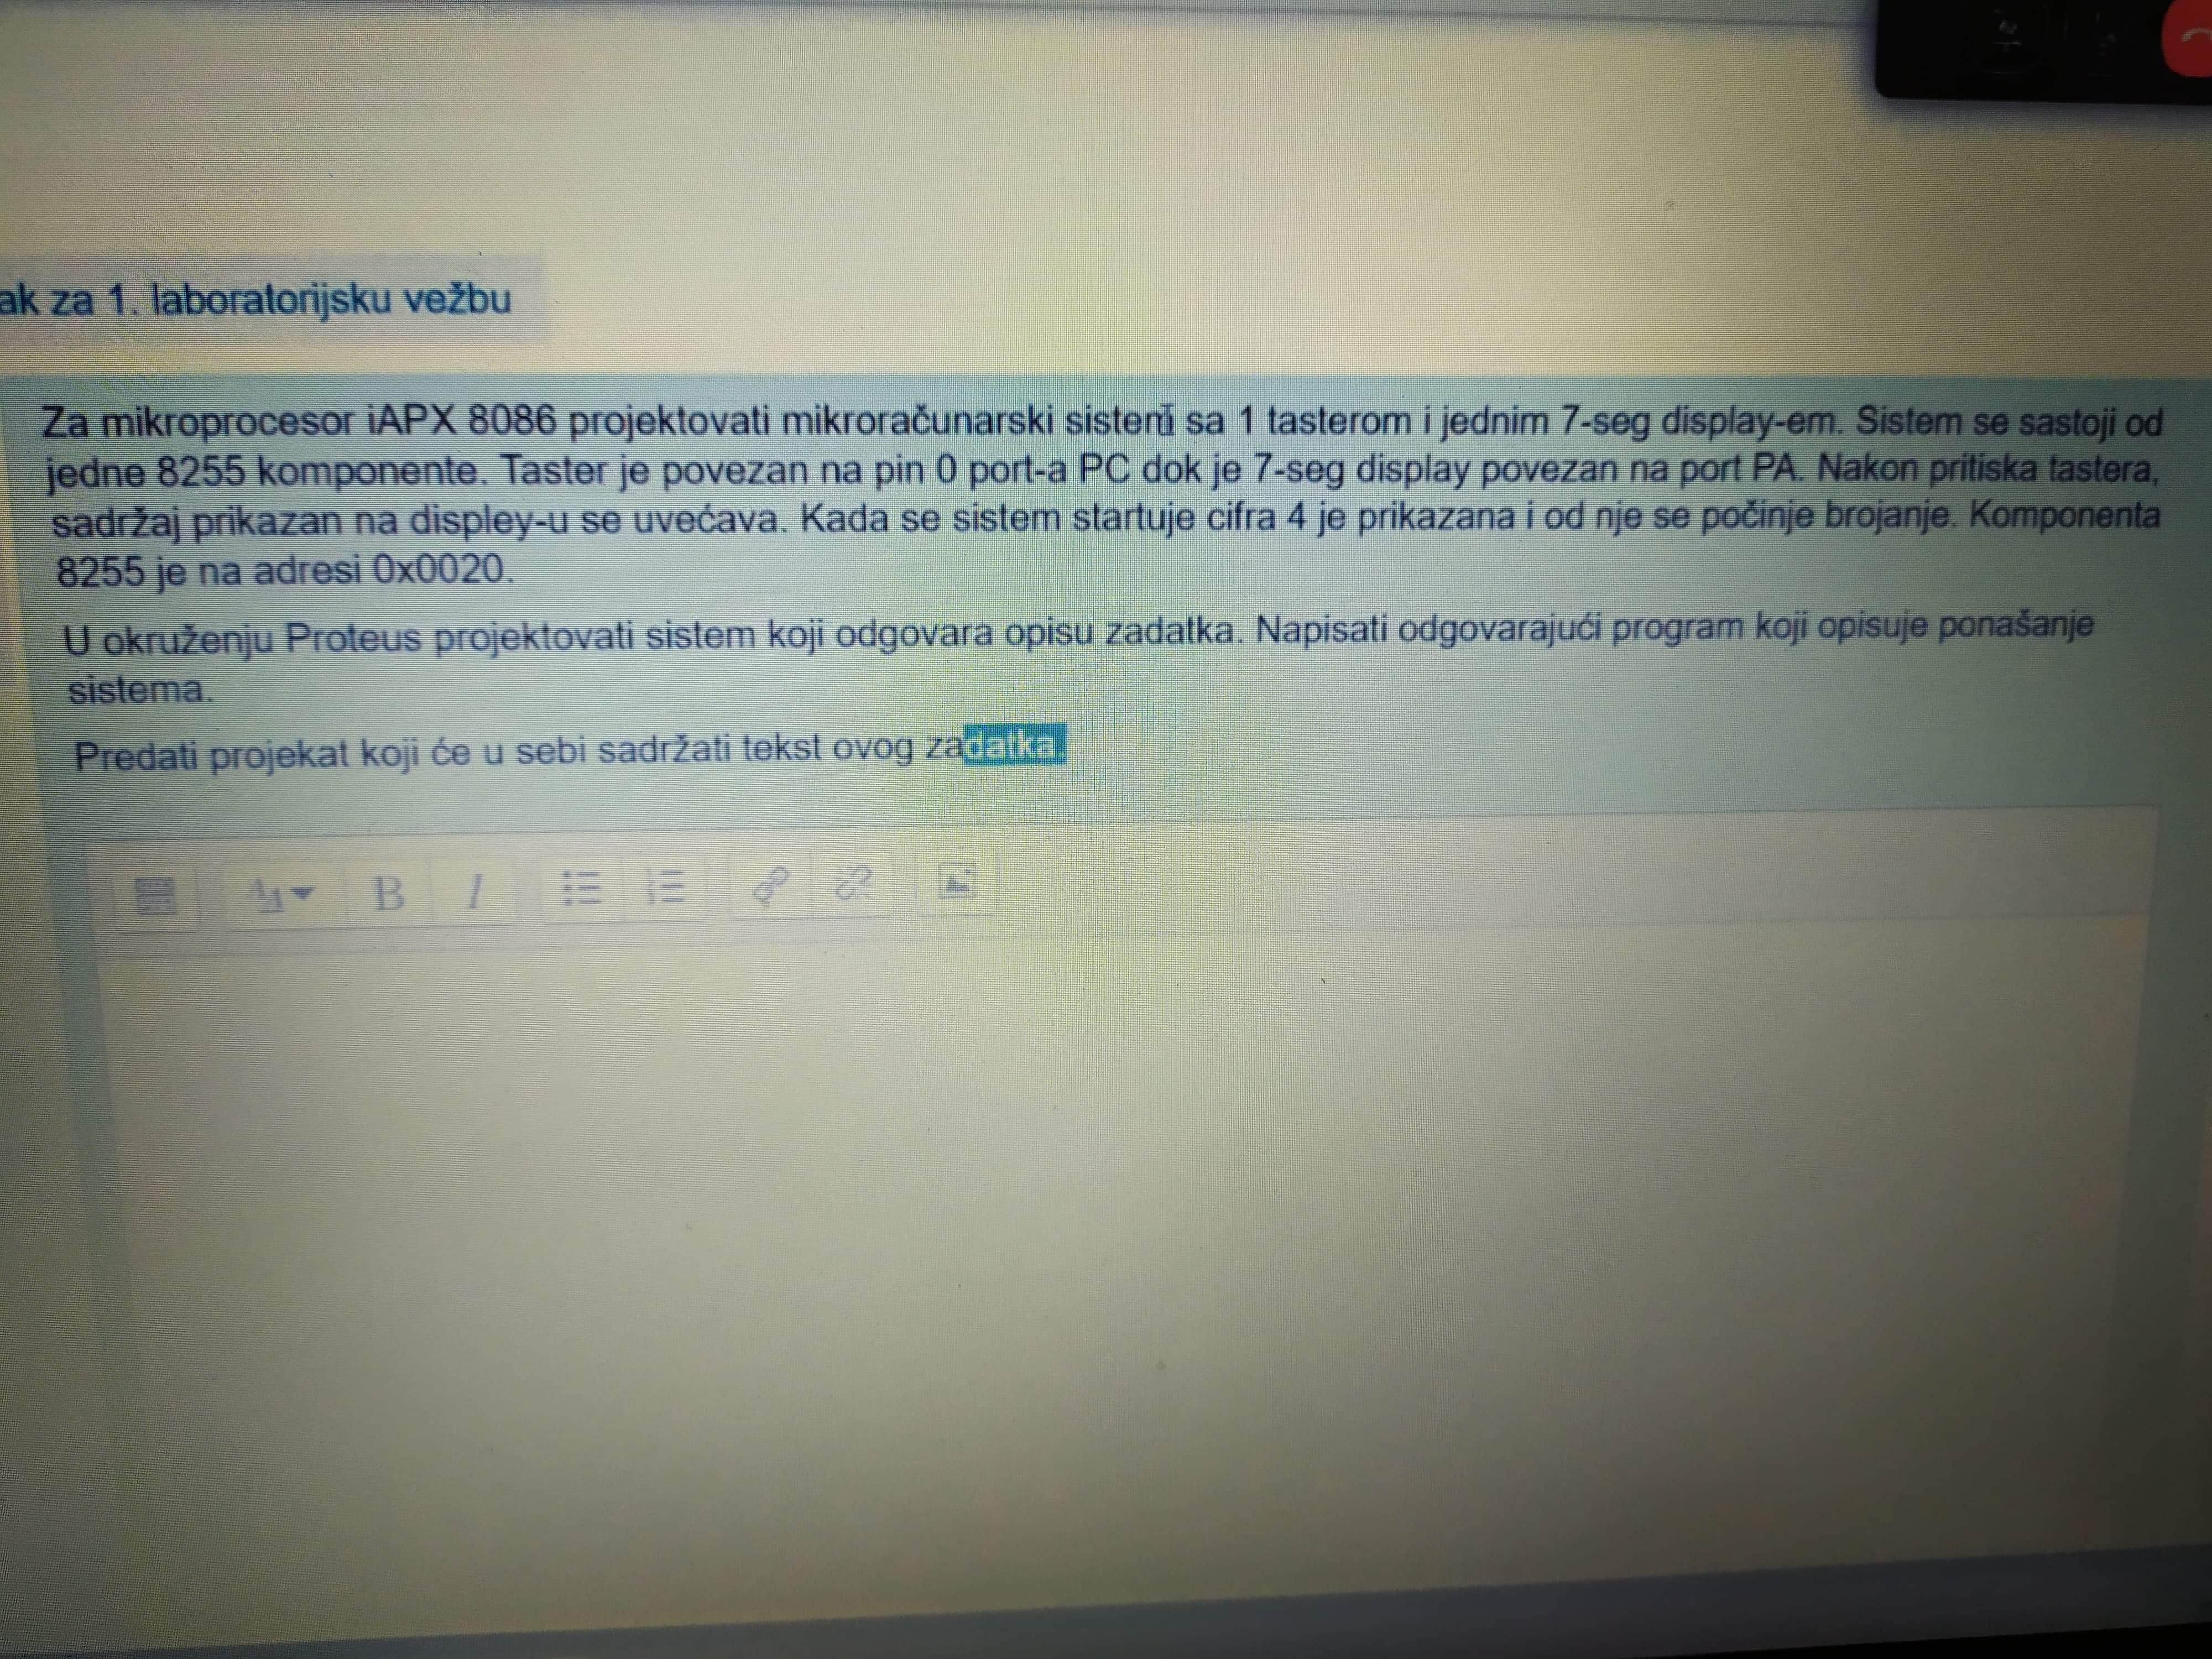 ak za 1. laboratorijsku vežbu
Za mikroprocesor iAPX 8086 projektovati mikroračunarski sistem sa 1 tasterom i jednim 7-seg display-em. Sistem se sastoji od
jedne 8255 komponente. Taster je povezan na pin 0 port-a PC dok je 7-seg display povezan na port PA. Nakon pritiska tastera,
sadržaj prikazan na displey-u se uvećava. Kada se sistem startuje cifra 4 je prikazana i od nje se počinje brojanje. Komponenta
8255 je na adresi 0x0020.
U okruženju Proteus projektovati sistem koji odgovara opisu zadatka. Napisati odgovarajući program koji opisuje ponašanje
sistema.
Predati projekat koji će u sebi sadržati tekst ovog zadatka.
B I